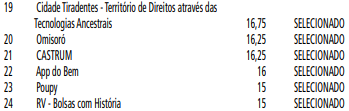 19 Cidade Tiradentes - Território de Direitos através das
Tecnologias Ancestrais 16,75 SELECIONADO
20 Omisoró 16,25 SELECIONADO
21 CASTRUM 16,25 SELECIONADO
22 App do Bem 16 SELECIONADO
23 Poupy 15 SELECIONADO
24 RV - Bolsas com História 15 SELECIONADO